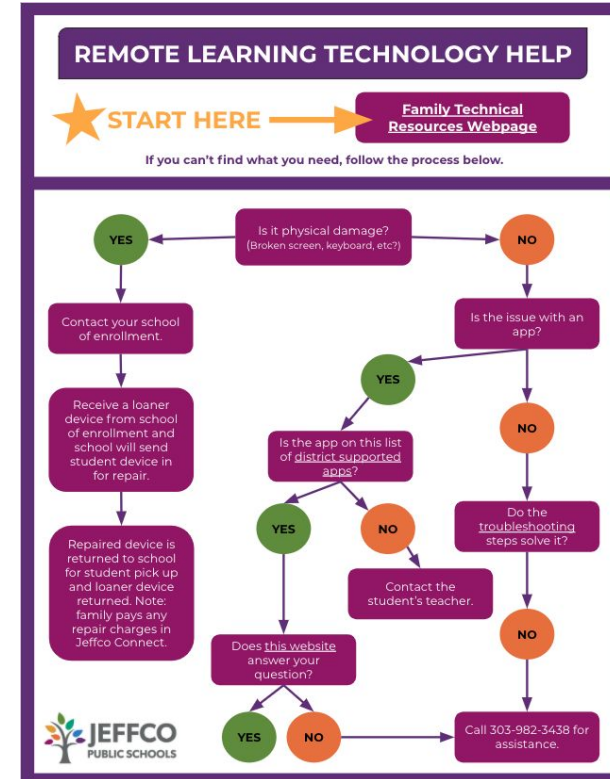 REMOTE LEARNING TECHNOLOGY HELP
START HERE
Family Technical
Resources Webpage
If you can't find what you need, follow the process below.
YES
Is it physical damage?
(Broken screen, keyboard, etc?)
NO
Contact your school
of enrollment.
Is the issue with an
app?
YES
Receive a loaner
device from school
of enrollment and
school will send
student device in
for repair.
NO
Is the app on this list
of district supported
apps?
Do the
troubleshooting
steps solve it?
YES
NO
Repaired device is
returned to school
for student pick up
and loaner device
returned. Note:
family pays any
repair charges in
Jeffco Connect.
Contact the
student's teacher.
NO
Does this website
answer your
question?
YES
NO
Call 303-982-3438 for
assistance.
JEFFCO
PUBLIC SCHOOLS